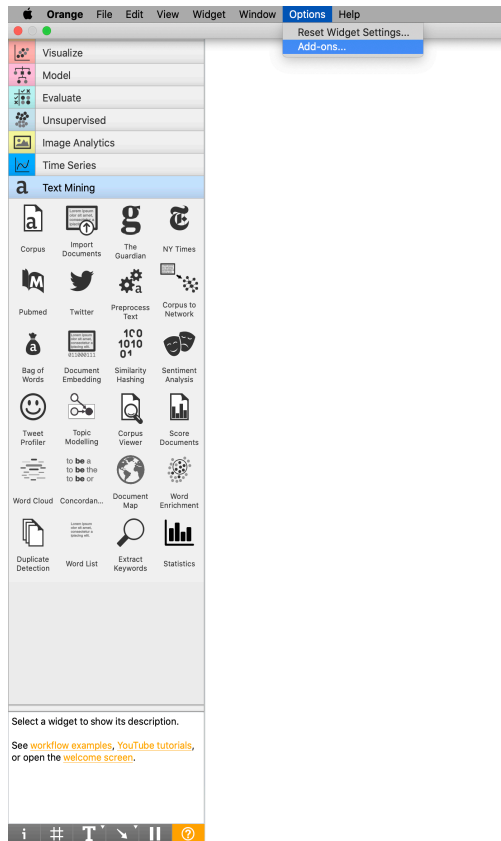 Orange File Edit View Widget Window Options Help
Reset Widget Settings...
Add-ons...
Visualize
Model
Evaluate
Unsupervised
Image Analytics
Time Series
a Text Mining
Corpus
Import Documents
The Guardian
NY Times
Pubmed
Twitter
Preprocess Text
Corpus to Network
Bag of Words
Document Embedding
Similarity Hashing
Sentiment Analysis
Tweet Profiler
Topic Modelling
Corpus Viewer
Score Documents
to be a
to be the
to be or
Word Cloud
Concordan...
Document Map
Word Enrichment
Duplicate Detection
Word List
Extract Keywords
Statistics
Select a widget to show its description.
See workflow examples, YouTube tutorials,
or open the welcome screen.